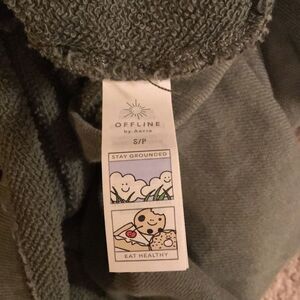 OFFLINE
by Aerie
S/P
STAY GROUNDED
EAT HEALTHY